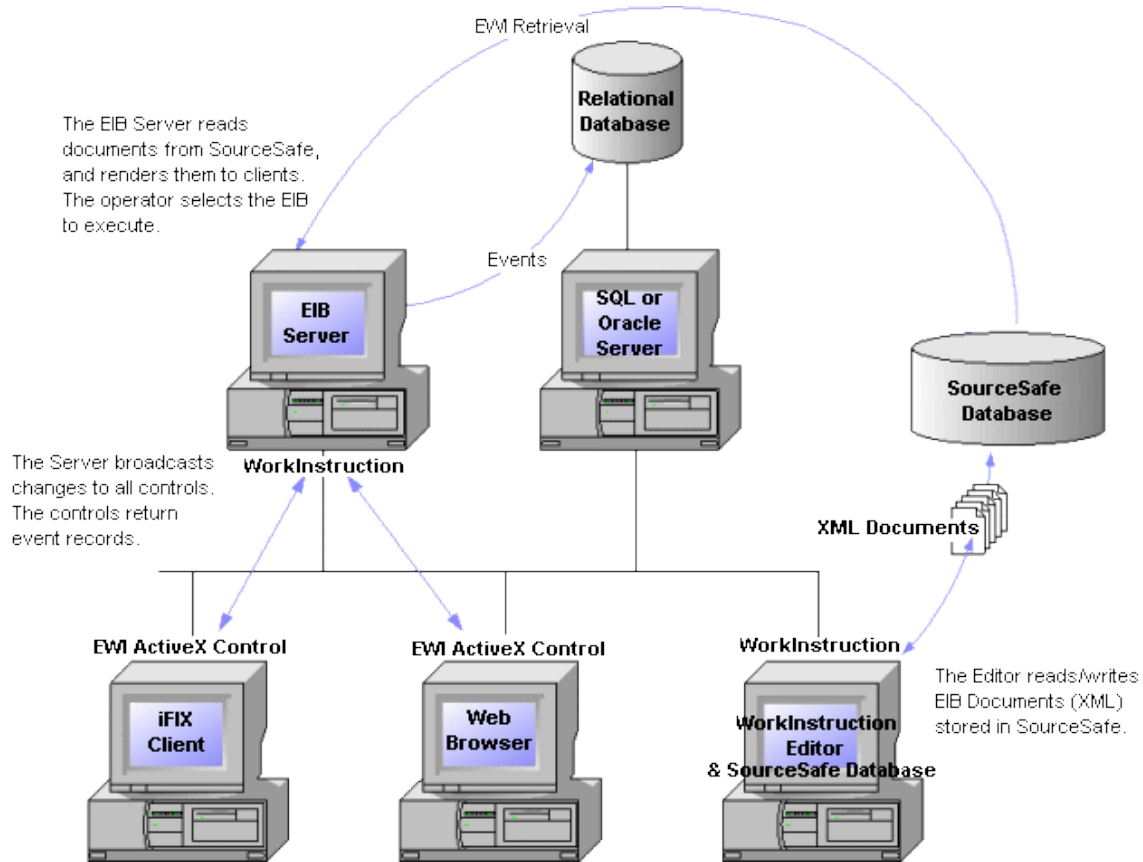 EWI Retrieval
Relational
Database
The EIB Server reads
documents from SourceSafe,
and renders them to clients.
The operator selects the EIB
to execute.
Events
EIB
Server
SQL or
Oracle
Server
SourceSafe
Database
WorkInstruction
The Server broadcasts
changes to all controls.
The controls return
event records.
XML Documents
EWI ActiveX Control
EWI ActiveX Control
WorkInstruction
iFIX
Client
Web
Browser
WorkInstruction
Editor
& SourceSafe Database
The Editor reads/writes
EIB Documents (XML)
stored in SourceSafe.